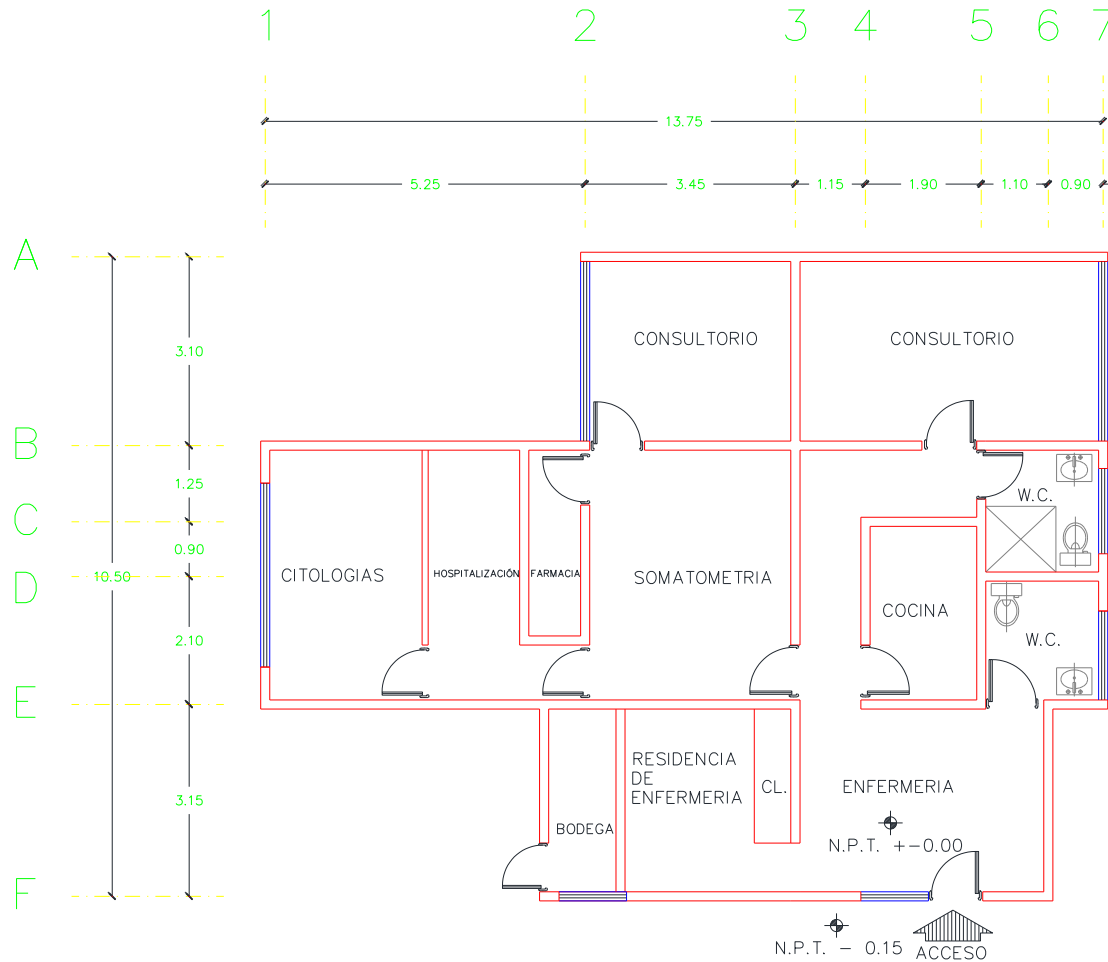 1 2 3 4 5 6 7
13.75
5.25 3.45 1.15 1.90 1.10 0.90
A
3.10
CONSULTORIO CONSULTORIO
B
1.25
W.C.
C
0.90
10.50
CITOLOGIAS HOSPITALIZACIÓN FARMACIA SOMATOMETRIA
D
COCINA
2.10
W.C.
E
RESIDENCIA
DE
ENFERMERIA
CL.
ENFERMERIA
3.15
BODEGA
N.P.T. +-0.00
F
N.P.T. - 0.15
ACCESO